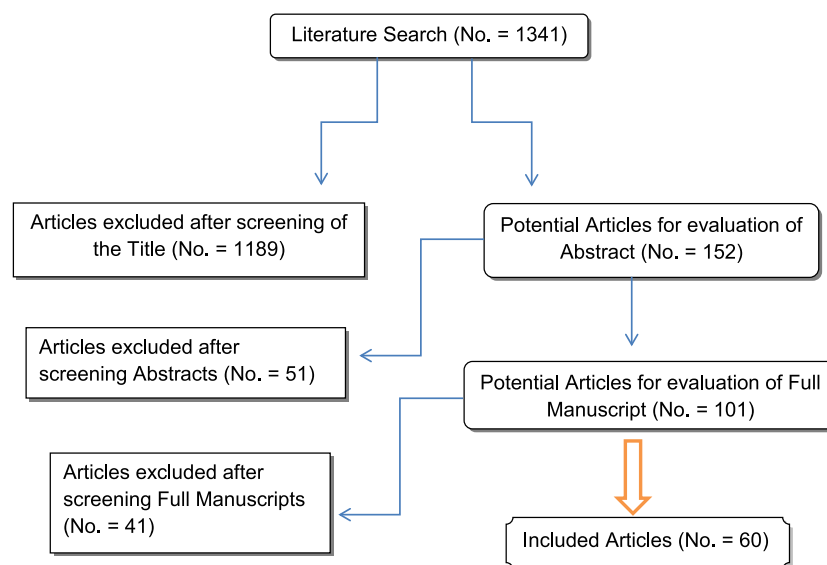 Literature Search (No. = 1341)
Articles excluded after screening of
the Title (No. = 1189)
Potential Articles for evaluation of
Abstract (No. = 152)
Articles excluded after
screening Abstracts (No. = 51)
Potential Articles for evaluation of Full
Manuscript (No. = 101)
Articles excluded after
screening Full Manuscripts
(No. = 41)
Included Articles (No. = 60)